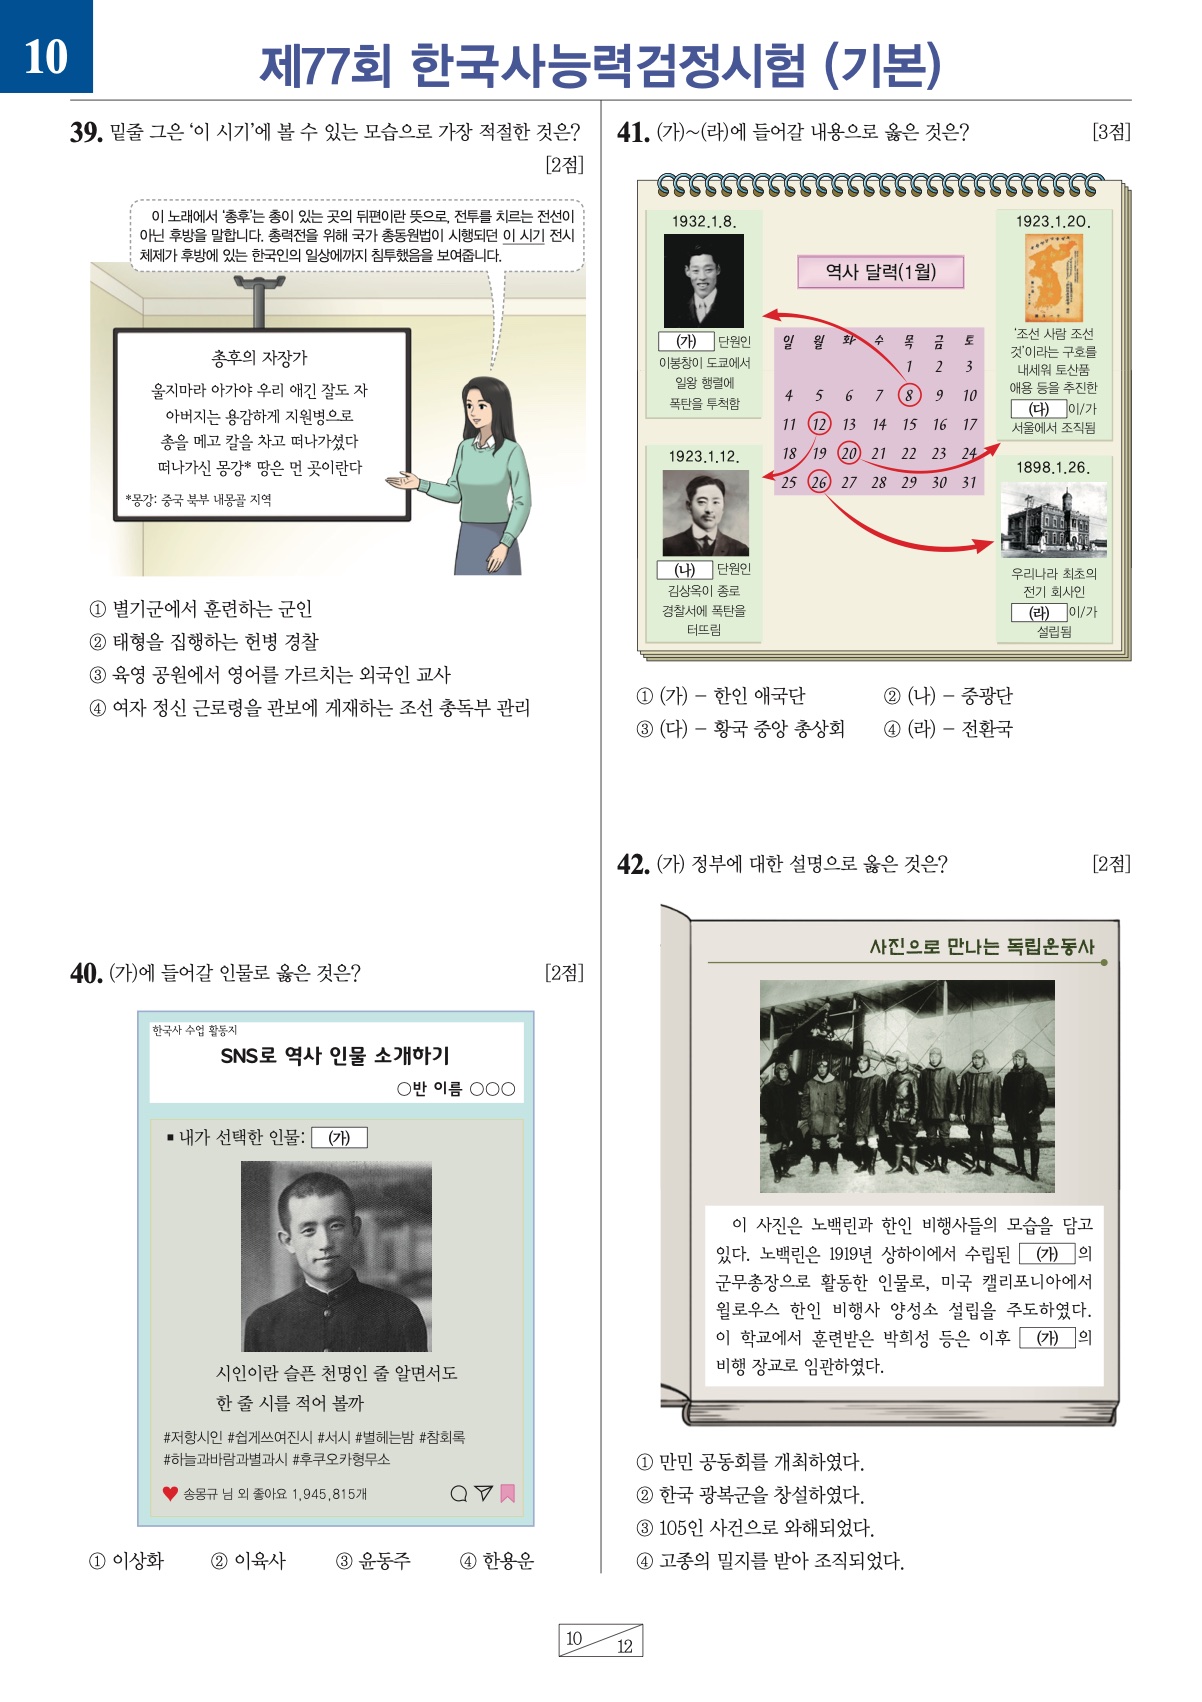 10
제77회 한국사능력검정시험 (기본)
39. 밑줄 그은 ‘이 시기’에 볼 수 있는 모습으로 가장 적절한 것은?
[2점]
이 노래에서 ‘총후’는 총이 있는 곳의 뒤편이란 뜻으로, 전투를 치르는 전선이
아닌 후방을 말합니다. 총력전을 위해 국가 총동원법이 시행되던 이 시기 전시
체제가 후방에 있는 한국인의 일상에까지 침투했음을 보여줍니다.
총후의 자장가
울지마라 아가야 우리 애긴 잘도 자
아버지는 용감하게 지원병으로
총을 메고 칼을 차고 떠나가셨다
떠나가신 몽강* 땅은 먼 곳이란다
*몽강: 중국 북부 내몽골 지역
① 별기군에서 훈련하는 군인
② 태형을 집행하는 헌병 경찰
③ 육영 공원에서 영어를 가르치는 외국인 교사
④ 여자 정신 근로령을 관보에 게재하는 조선 총독부 관리
40. (가)에 들어갈 인물로 옳은 것은? [2점]
한국사 수업 활동지
SNS로 역사 인물 소개하기
○반 이름 ○○○
▪ 내가 선택한 인물: (가)
시인이란 슬픈 천명인 줄 알면서도
한 줄 시를 적어 볼까
#저항시인 #쉽게쓰여진시 #서시 #별헤는밤 #참회록
#하늘과바람과별과시 #후쿠오카형무소
송몽규 님 외 좋아요 1,945,815개
① 이상화 ② 이육사 ③ 윤동주 ④ 한용운
41. (가)~(라)에 들어갈 내용으로 옳은 것은? [3점]
역사 달력(1월)
일 월 화 수 목 금 토
1 2 3
4 5 6 7 8 9 10
11 12 13 14 15 16 17
18 19 20 21 22 23 24
25 26 27 28 29 30 31
1932.1.8.
(가) 단원인
이봉창이 도쿄에서
일왕 행렬에
폭탄을 투척함
1923.1.12.
(나) 단원인
김상옥이 종로
경찰서에 폭탄을
터뜨림
1923.1.20.
‘조선 사람 조선
것’이라는 구호를
내세워 토산품
애용 등을 추진한
(다) 이/가
서울에서 조직됨
1898.1.26.
우리나라 최초의
전기 회사인
(라) 이/가
설립됨
① (가) – 한인 애국단 ② (나) – 중광단
③ (다) – 황국 중앙 총상회 ④ (라) – 전환국
42. (가) 정부에 대한 설명으로 옳은 것은? [2점]
사진으로 만나는 독립운동사
이 사진은 노백린과 한인 비행사들의 모습을 담고
있다. 노백린은 1919년 상하이에서 수립된 (가) 의
군무총장으로 활동한 인물로, 미국 캘리포니아에서
윌로우스 한인 비행사 양성소 설립을 주도하였다.
이 학교에서 훈련받은 박희성 등은 이후 (가) 의
비행 장교로 임관하였다.
① 만민 공동회를 개최하였다.
② 한국 광복군을 창설하였다.
③ 105인 사건으로 와해되었다.
④ 고종의 밀지를 받아 조직되었다.
10
12